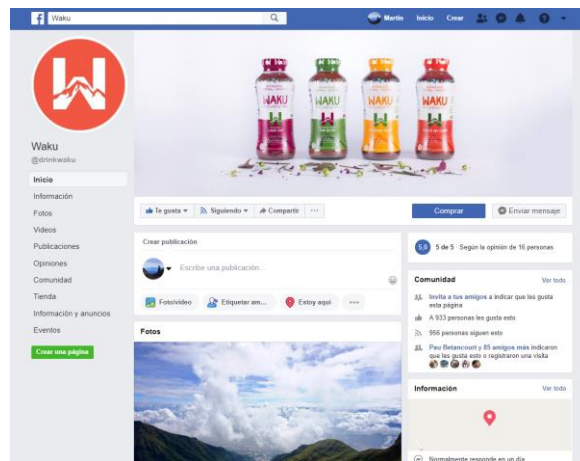 Waku
Martin Inicio Crear
WAKU WAKU WAKU WAKU
Waku
@drinkwaku
Inicio
Información
Fotos
Videos
Publicaciones
Opiniones
Comunidad
Tienda
Información y anuncios
Eventos
Crear una página
Te gusta Siguiendo Compartir ...
Comprar Enviar mensaje
Crear publicación
Escribe una publicación...
Foto/video Etiquetar am... Estoy aquí ...
Fotos
5,0 5 de 5 · Según la opinión de 16 personas
Comunidad Ver todo
Invita a tus amigos a indicar que les gusta
esta página
A 933 personas les gusta esto
956 personas siguen esto
Pau Betancourt y 85 amigos más indicaron
que les gusta esto o registraron una visita
Información Ver todo
Normalmente responde en un día